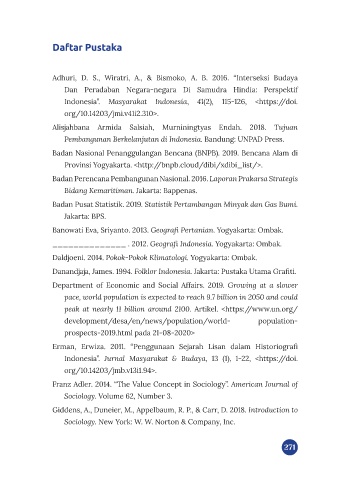 Daftar Pustaka
Adhuri, D. S., Wiratri, A., & Bismoko, A. B. 2016. “Interseksi Budaya
Dan Peradaban Negara-negara Di Samudra Hindia: Perspektif
Indonesia”. Masyarakat Indonesia, 41(2), 115-126, <https://doi.
org/10.14203/jmi.v41i2.310>.
Alisjahbana Armida Salsiah, Murniningtyas Endah. 2018. Tujuan
Pembangunan Berkelanjutan di Indonesia. Bandung: UNPAD Press.
Badan Nasional Penanggulangan Bencana (BNPB). 2019. Bencana Alam di
Provinsi Yogyakarta. <http://bnpb.cloud/dibi/xdibi_list/>.
Badan Perencana Pembangunan Nasional. 2016. Laporan Prakarsa Strategis
Bidang Kemaritiman. Jakarta: Bappenas.
Badan Pusat Statistik. 2019. Statistik Pertambangan Minyak dan Gas Bumi.
Jakarta: BPS.
Banowati Eva, Sriyanto. 2013. Geografi Pertanian. Yogyakarta: Ombak.
______________ . 2012. Geografi Indonesia. Yogyakarta: Ombak.
Daldjoeni. 2014. Pokok-Pokok Klimatologi. Yogyakarta: Ombak.
Danandjaja, James. 1994. Folklor Indonesia. Jakarta: Pustaka Utama Grafiti.
Department of Economic and Social Affairs. 2019. Growing at a slower
pace, world population is expected to reach 9.7 billion in 2050 and could
peak at nearly 11 billion around 2100. Artikel. <https://www.un.org/
development/desa/en/news/population/world- population-
prospects-2019.html pada 21-08-2020>
Erman, Erwiza. 2011. “Penggunaan Sejarah Lisan dalam Historiografi
Indonesia”. Jurnal Masyarakat & Budaya, 13 (1), 1-22, <https://doi.
org/10.14203/jmb.v13i1.94>.
Franz Adler. 2014. “The Value Concept in Sociology”. American Journal of
Sociology. Volume 62, Number 3.
Giddens, A., Duneier, M., Appelbaum, R. P., & Carr, D. 2018. Introduction to
Sociology. New York: W. W. Norton & Company, Inc.
271